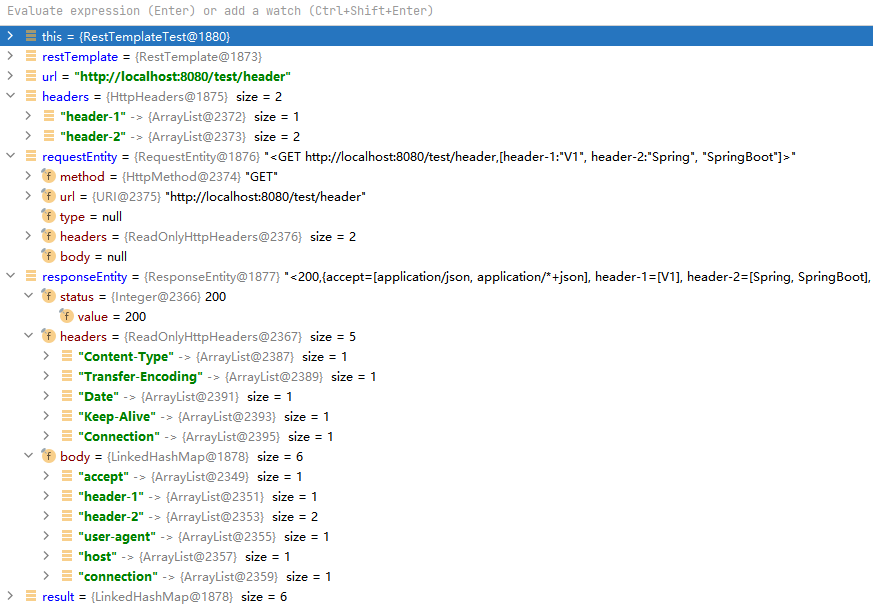 Evaluate expression (Enter) or add a watch (Ctrl+Shift+Enter)
this = {RestTemplateTest@1880}
restTemplate = {RestTemplate@1873}
url = "http://localhost:8080/test/header"
headers = {HttpHeaders@1875} size = 2
"header-1" -> {ArrayList@2372} size = 1
"header-2" -> {ArrayList@2373} size = 2
requestEntity = {RequestEntity@1876} "<GET http://localhost:8080/test/header,[header-1:"V1", header-2:"Spring", "SpringBoot"]>"
f method = {HttpMethod@2374} "GET"
f url = {URI@2375} "http://localhost:8080/test/header"
f type = null
f headers = {ReadOnlyHttpHeaders@2376} size = 2
f body = null
responseEntity = {ResponseEntity@1877} "<200,{accept=[application/json, application/*+json], header-1=[V1], header-2=[Spring, SpringBoot],
f status = {Integer@2366} 200
f value = 200
f headers = {ReadOnlyHttpHeaders@2367} size = 5
"Content-Type" -> {ArrayList@2387} size = 1
"Transfer-Encoding" -> {ArrayList@2389} size = 1
"Date" -> {ArrayList@2391} size = 1
"Keep-Alive" -> {ArrayList@2393} size = 1
"Connection" -> {ArrayList@2395} size = 1
f body = {LinkedHashMap@1878} size = 6
"accept" -> {ArrayList@2349} size = 1
"header-1" -> {ArrayList@2351} size = 1
"header-2" -> {ArrayList@2353} size = 2
"user-agent" -> {ArrayList@2355} size = 1
"host" -> {ArrayList@2357} size = 1
"connection" -> {ArrayList@2359} size = 1
result = {LinkedHashMap@1878} size = 6